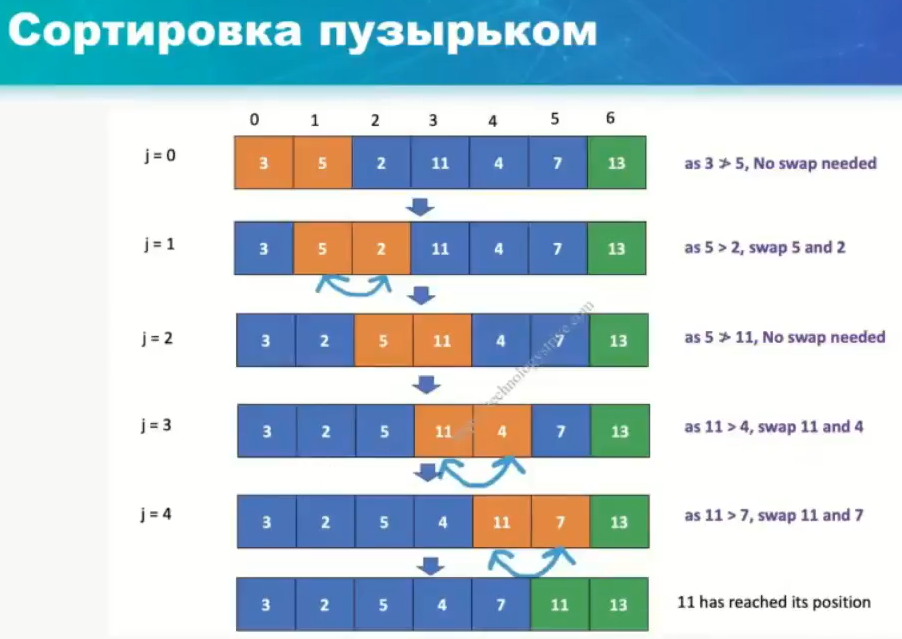 Сортировка пузырьком
0 1 2 3 4 5 6
j = 0 3 5 2 11 4 7 13 as 3 ≯ 5, No swap needed
j = 1 3 5 2 11 4 7 13 as 5 > 2, swap 5 and 2
j = 2 3 2 5 11 4 7 13 as 5 ≯ 11, No swap needed
j = 3 3 2 5 11 4 7 13 as 11 > 4, swap 11 and 4
j = 4 3 2 5 4 11 7 13 as 11 > 7, swap 11 and 7
3 2 5 4 7 11 13 11 has reached its position